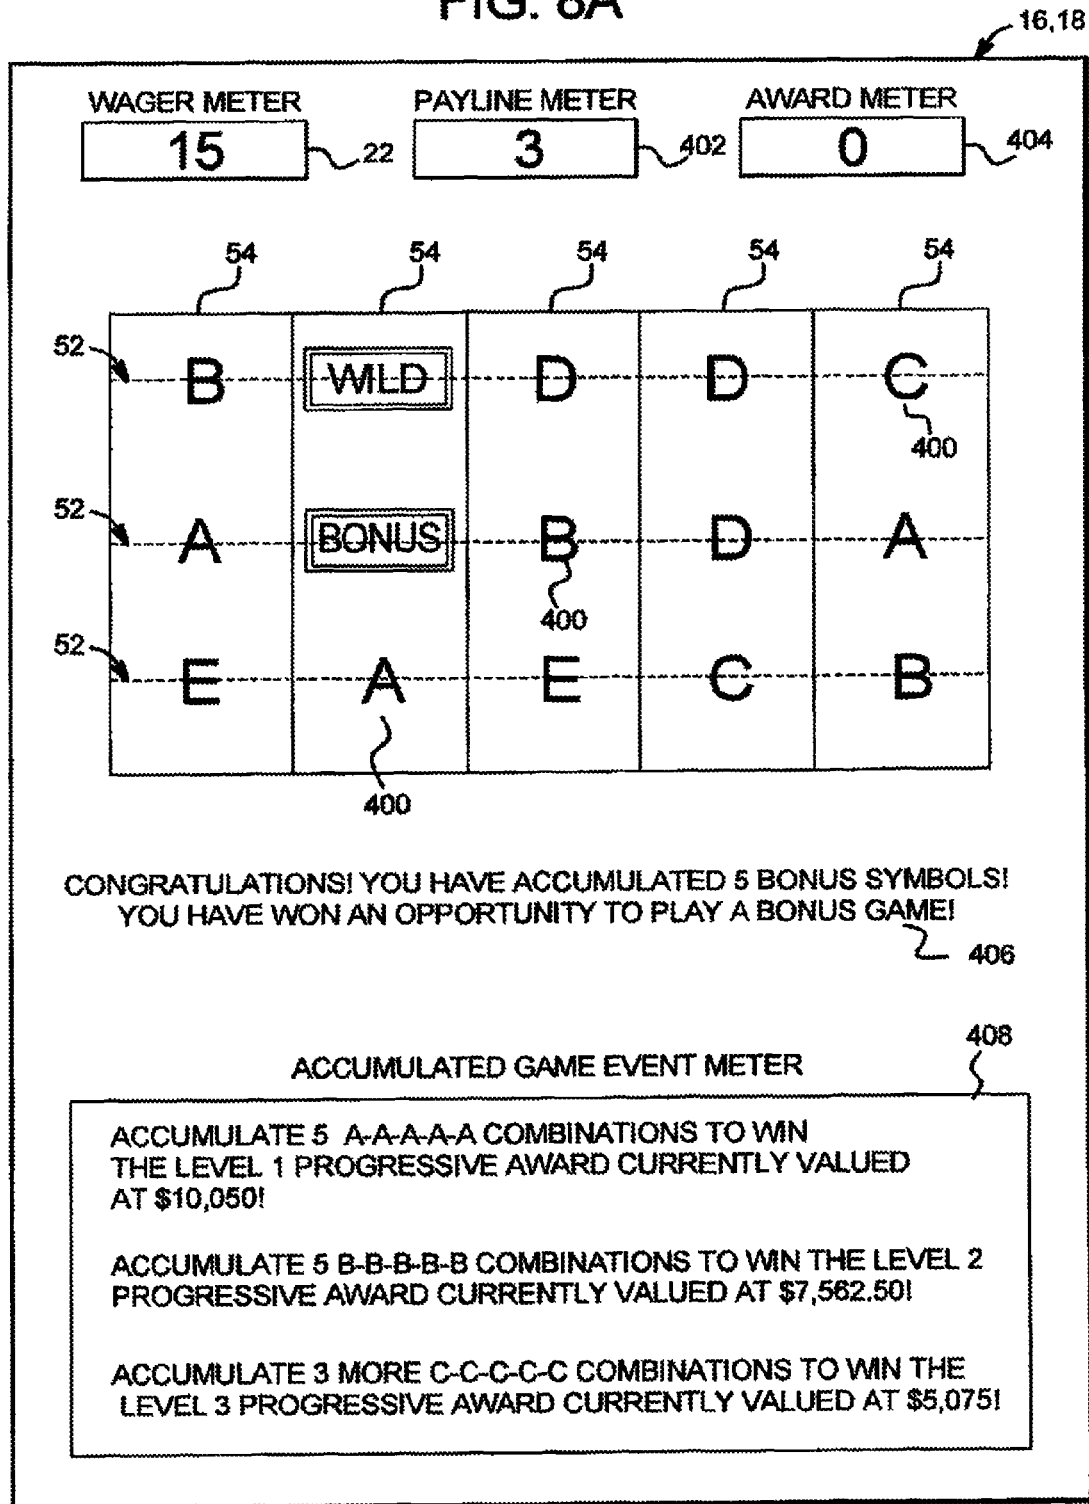 FIG. 8A
16,18
WAGER METER PAYLINE METER AWARD METER
15 22 3 402 0 404
54 54 54 54 54
52 B WILD D D C
400
52 A BONUS B D A
400
52 E A E C B
400
CONGRATULATIONS! YOU HAVE ACCUMULATED 5 BONUS SYMBOLS!
YOU HAVE WON AN OPPORTUNITY TO PLAY A BONUS GAME!
406
408
ACCUMULATED GAME EVENT METER
ACCUMULATE 5 A-A-A-A-A COMBINATIONS TO WIN
THE LEVEL 1 PROGRESSIVE AWARD CURRENTLY VALUED
AT $10,050!
ACCUMULATE 5 B-B-B-B-B COMBINATIONS TO WIN THE LEVEL 2
PROGRESSIVE AWARD CURRENTLY VALUED AT $7,562.50!
ACCUMULATE 3 MORE C-C-C-C-C COMBINATIONS TO WIN THE
LEVEL 3 PROGRESSIVE AWARD CURRENTLY VALUED AT $5,075!